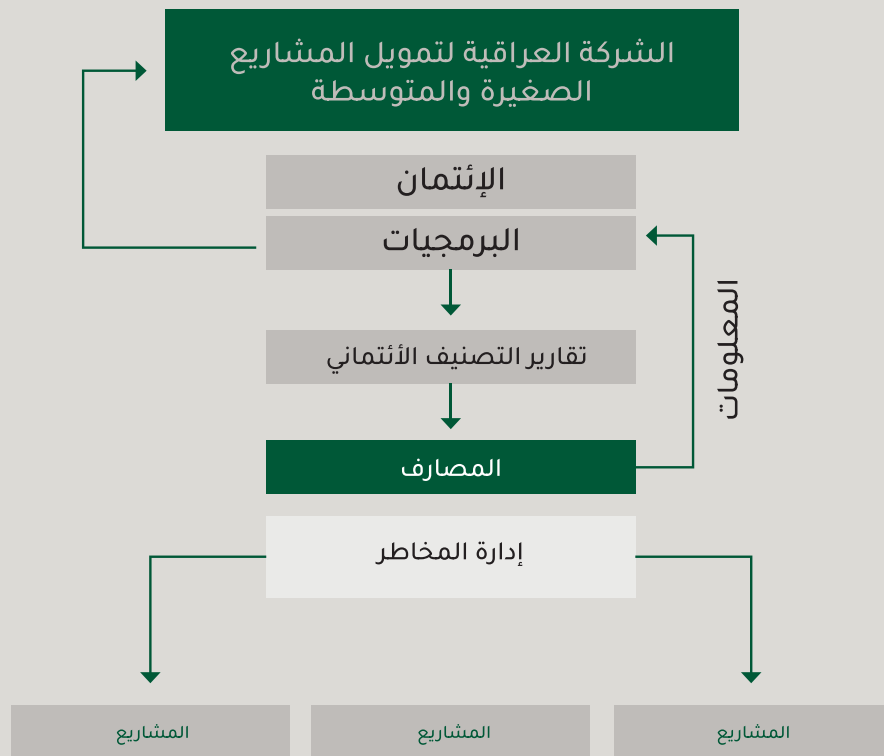 الشركة العراقية لتمويل المشاريع
الصغيرة والمتوسطة
الإئتمان
البرمجيات
المعلومات
تقارير التصنيف الأئتماني
المصارف
إدارة المخاطر
المشاريع
المشاريع
المشاريع